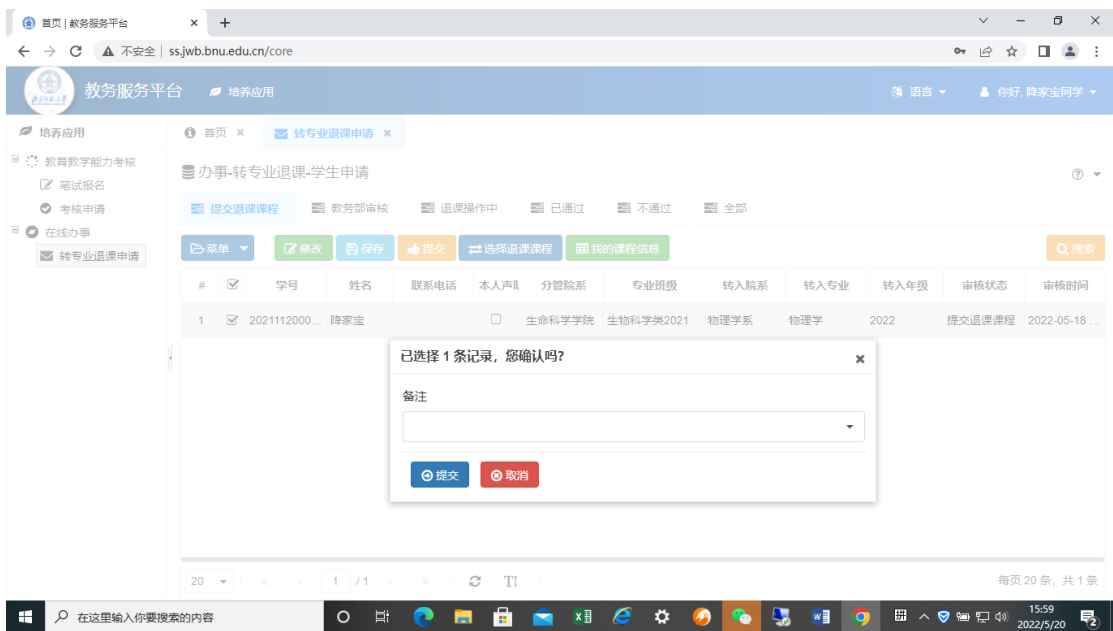 首页 | 教务服务平台
不安全 ss.jwb.bnu.edu.cn/core
教务服务平台 培养应用 语言 你好, 降家宝同学
培养应用 首页 转专业退课申请
教育教学能力考核
笔试报名
考核申请
在线办事
转专业退课申请
办事-转专业退课-学生申请
提交退课课程 教务部审核 退课操作中 已通过 不通过 全部
菜单 修改 保存 提交 选择退课课程 我的课程信息 搜索
# 学号 姓名 联系电话 本人声 分管院系 专业班级 转入院系 转入专业 转入年级 审核状态 审核时间
1 2021112000... 降家宝 生命科学学院 生物科学类2021 物理学系 物理学 2022 提交退课课程 2022-05-18 ...
已选择 1 条记录，您确认吗?
备注
提交 取消
20 1 / 1 TI 每页 20 条，共 1 条
在这里输入你要搜索的内容
15:59
2022/5/20
2